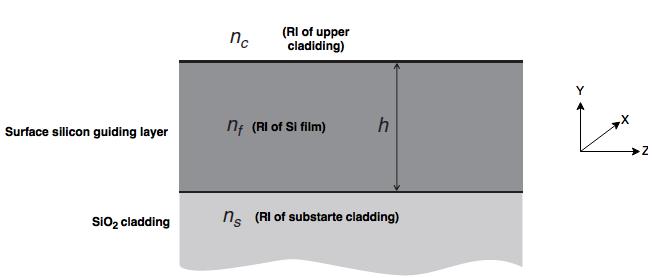 n_c (RI of upper
cladiding)
Y
X
Z
Surface silicon guiding layer
n_f (RI of Si film)
h
SiO₂ cladding
n_s (RI of substarte cladding)